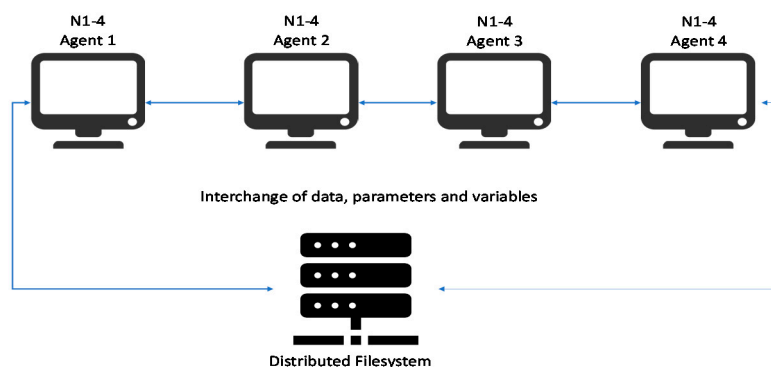 N1-4
Agent 1
N1-4
Agent 2
N1-4
Agent 3
N1-4
Agent 4
Interchange of data, parameters and variables
Distributed Filesystem